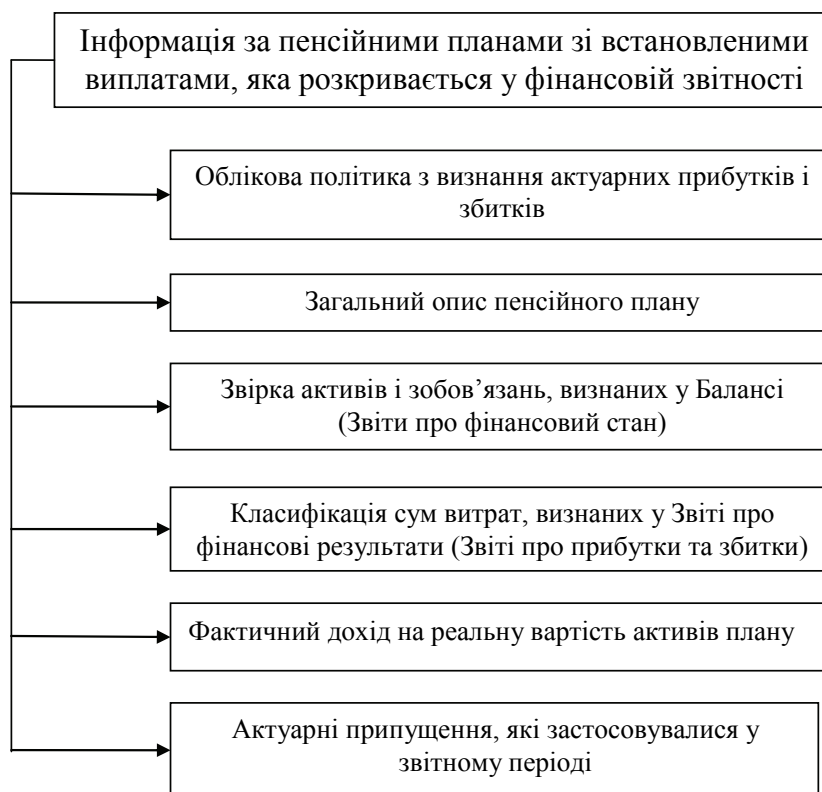 Інформація за пенсійними планами зі встановленими
виплатами, яка розкривається у фінансовій звітності
Облікова політика з визнання актуарних прибутків і
збитків
Загальний опис пенсійного плану
Звірка активів і зобов’язань, визнаних у Балансі
(Звіти про фінансовий стан)
Класифікація сум витрат, визнаних у Звіті про
фінансові результати (Звіті про прибутки та збитки)
Фактичний дохід на реальну вартість активів плану
Актуарні припущення, які застосовувалися у
звітному періоді